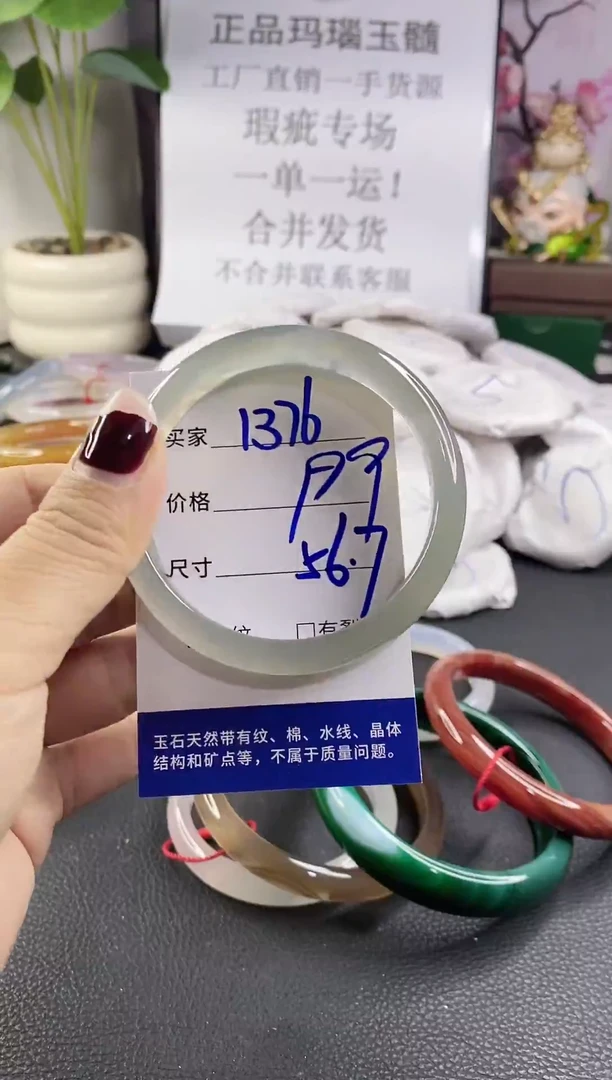 正品玛瑙玉髓
工厂直销一手货源
瑕疵专场
一单一运!
合并发货
不合并联系客服
买家 1376
价格
尺寸 56.7
纹 □有裂
玉石天然带有纹、棉、水线、晶体
结构和矿点等，不属于质量问题。